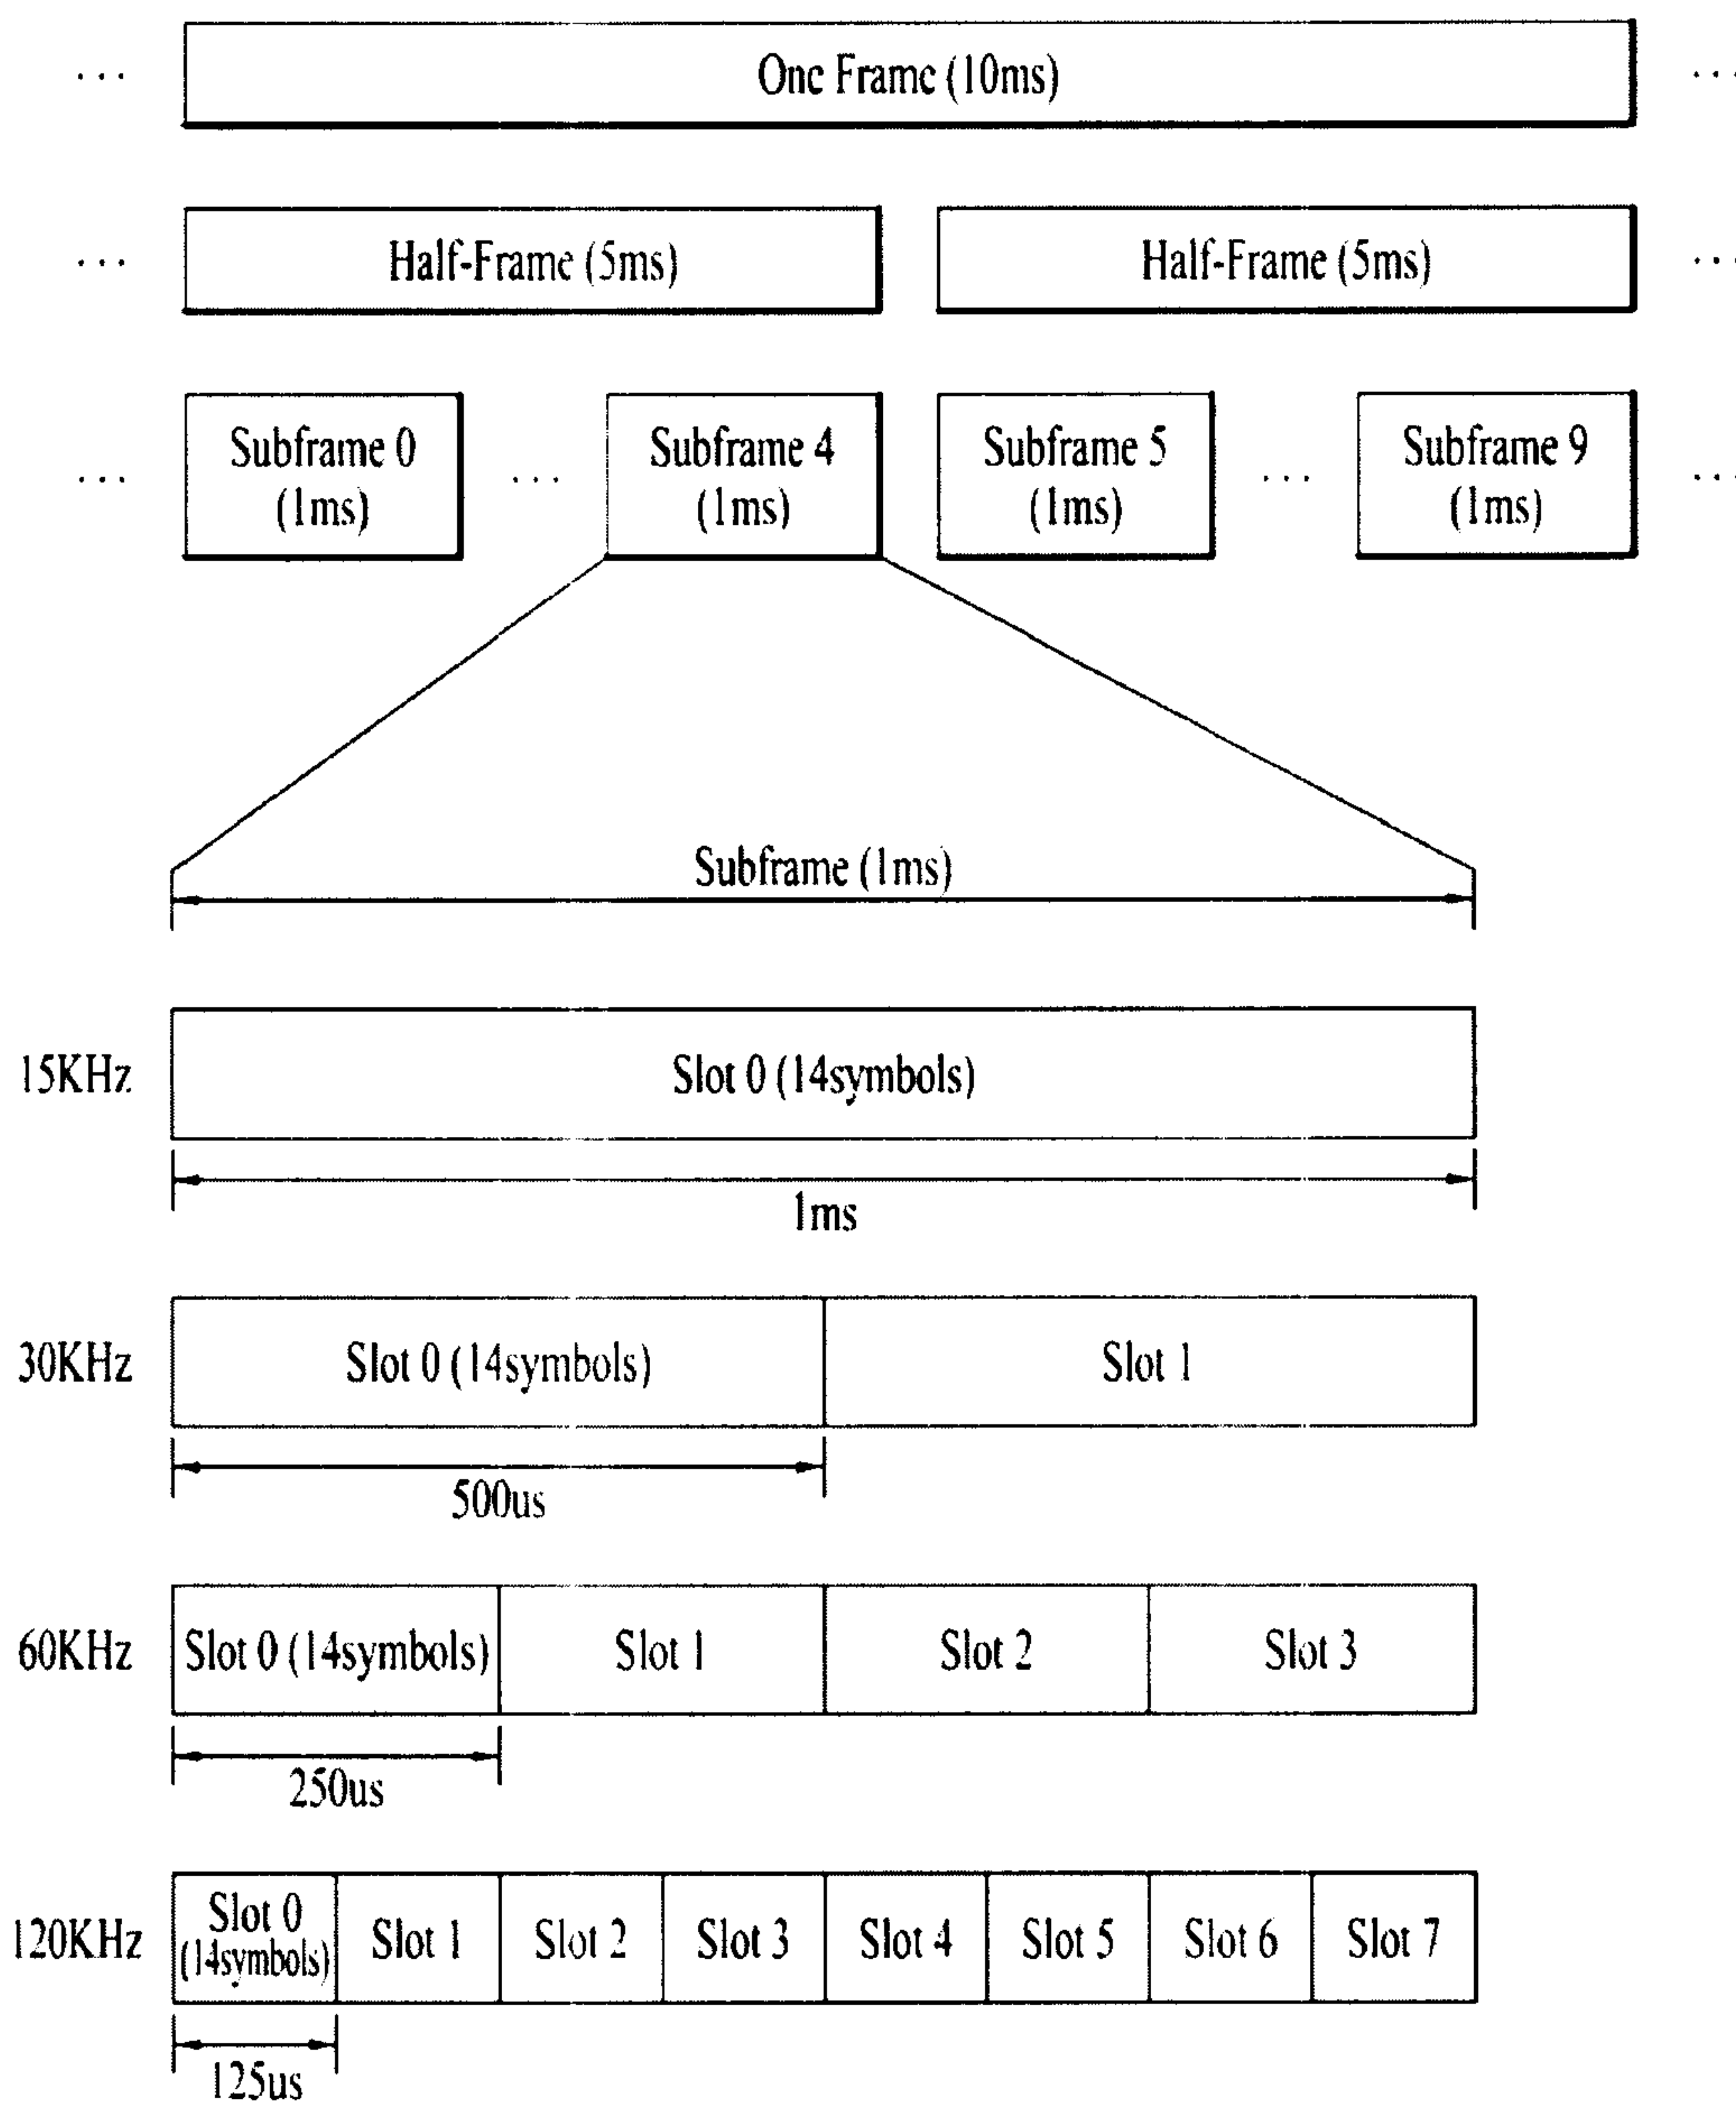 ... One Frame (10ms) ...
... Half-Frame (5ms) Half-Frame (5ms) ...
... Subframe 0 ... Subframe 4 Subframe 5 ... Subframe 9 ...
(1ms) (1ms) (1ms) (1ms)
Subframe (1ms)
15KHz Slot 0 (14symbols)
1ms
30KHz Slot 0 (14symbols) Slot 1
500us
60KHz Slot 0 (14symbols) Slot 1 Slot 2 Slot 3
250us
120KHz Slot 0 (14symbols) Slot 1 Slot 2 Slot 3 Slot 4 Slot 5 Slot 6 Slot 7
125us